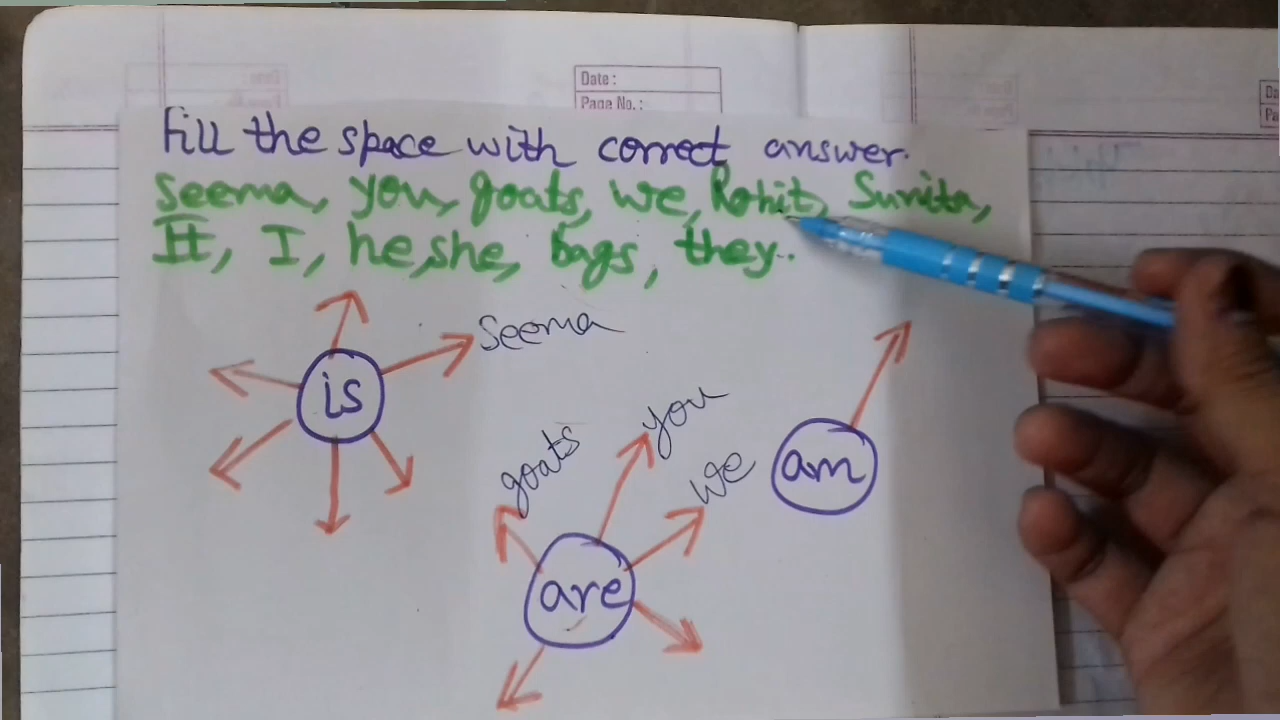 Date :
Page No. :
Fill the space with correct answer.
Seema, you, goats, we, Rohit, Sunita,
It, I, he, she, bags, they.
Seema
is
you
goats
we
am
are